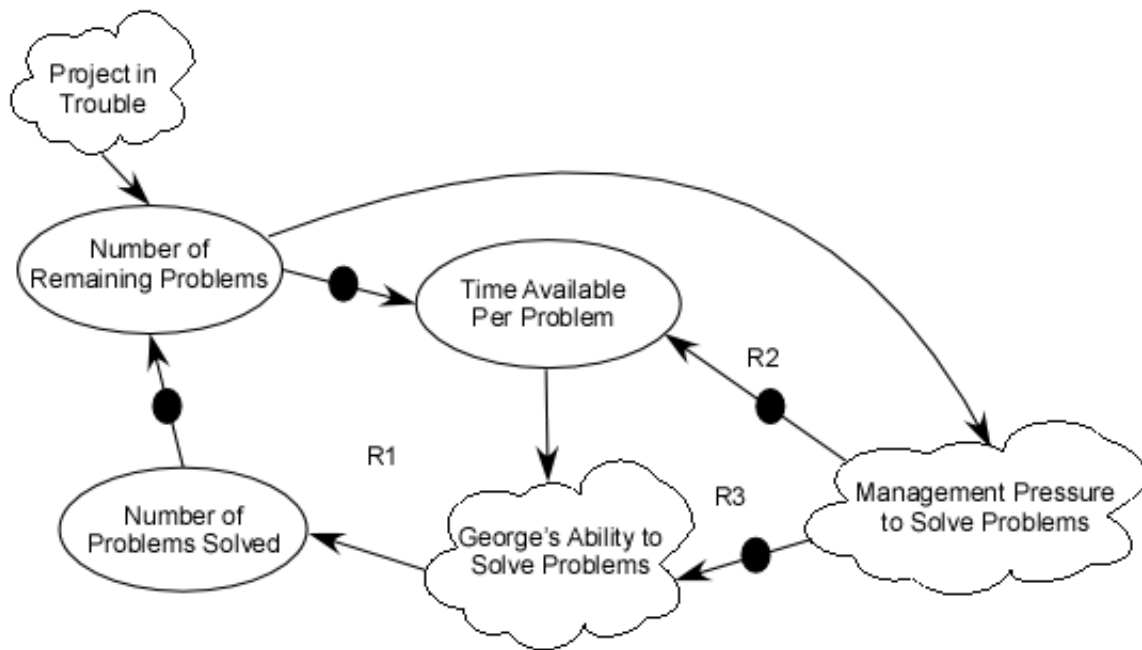 Project in
Trouble
Number of
Remaining Problems
Time Available
Per Problem
R2
R1
R3
Management Pressure
to Solve Problems
Number of
Problems Solved
George's Ability to
Solve Problems